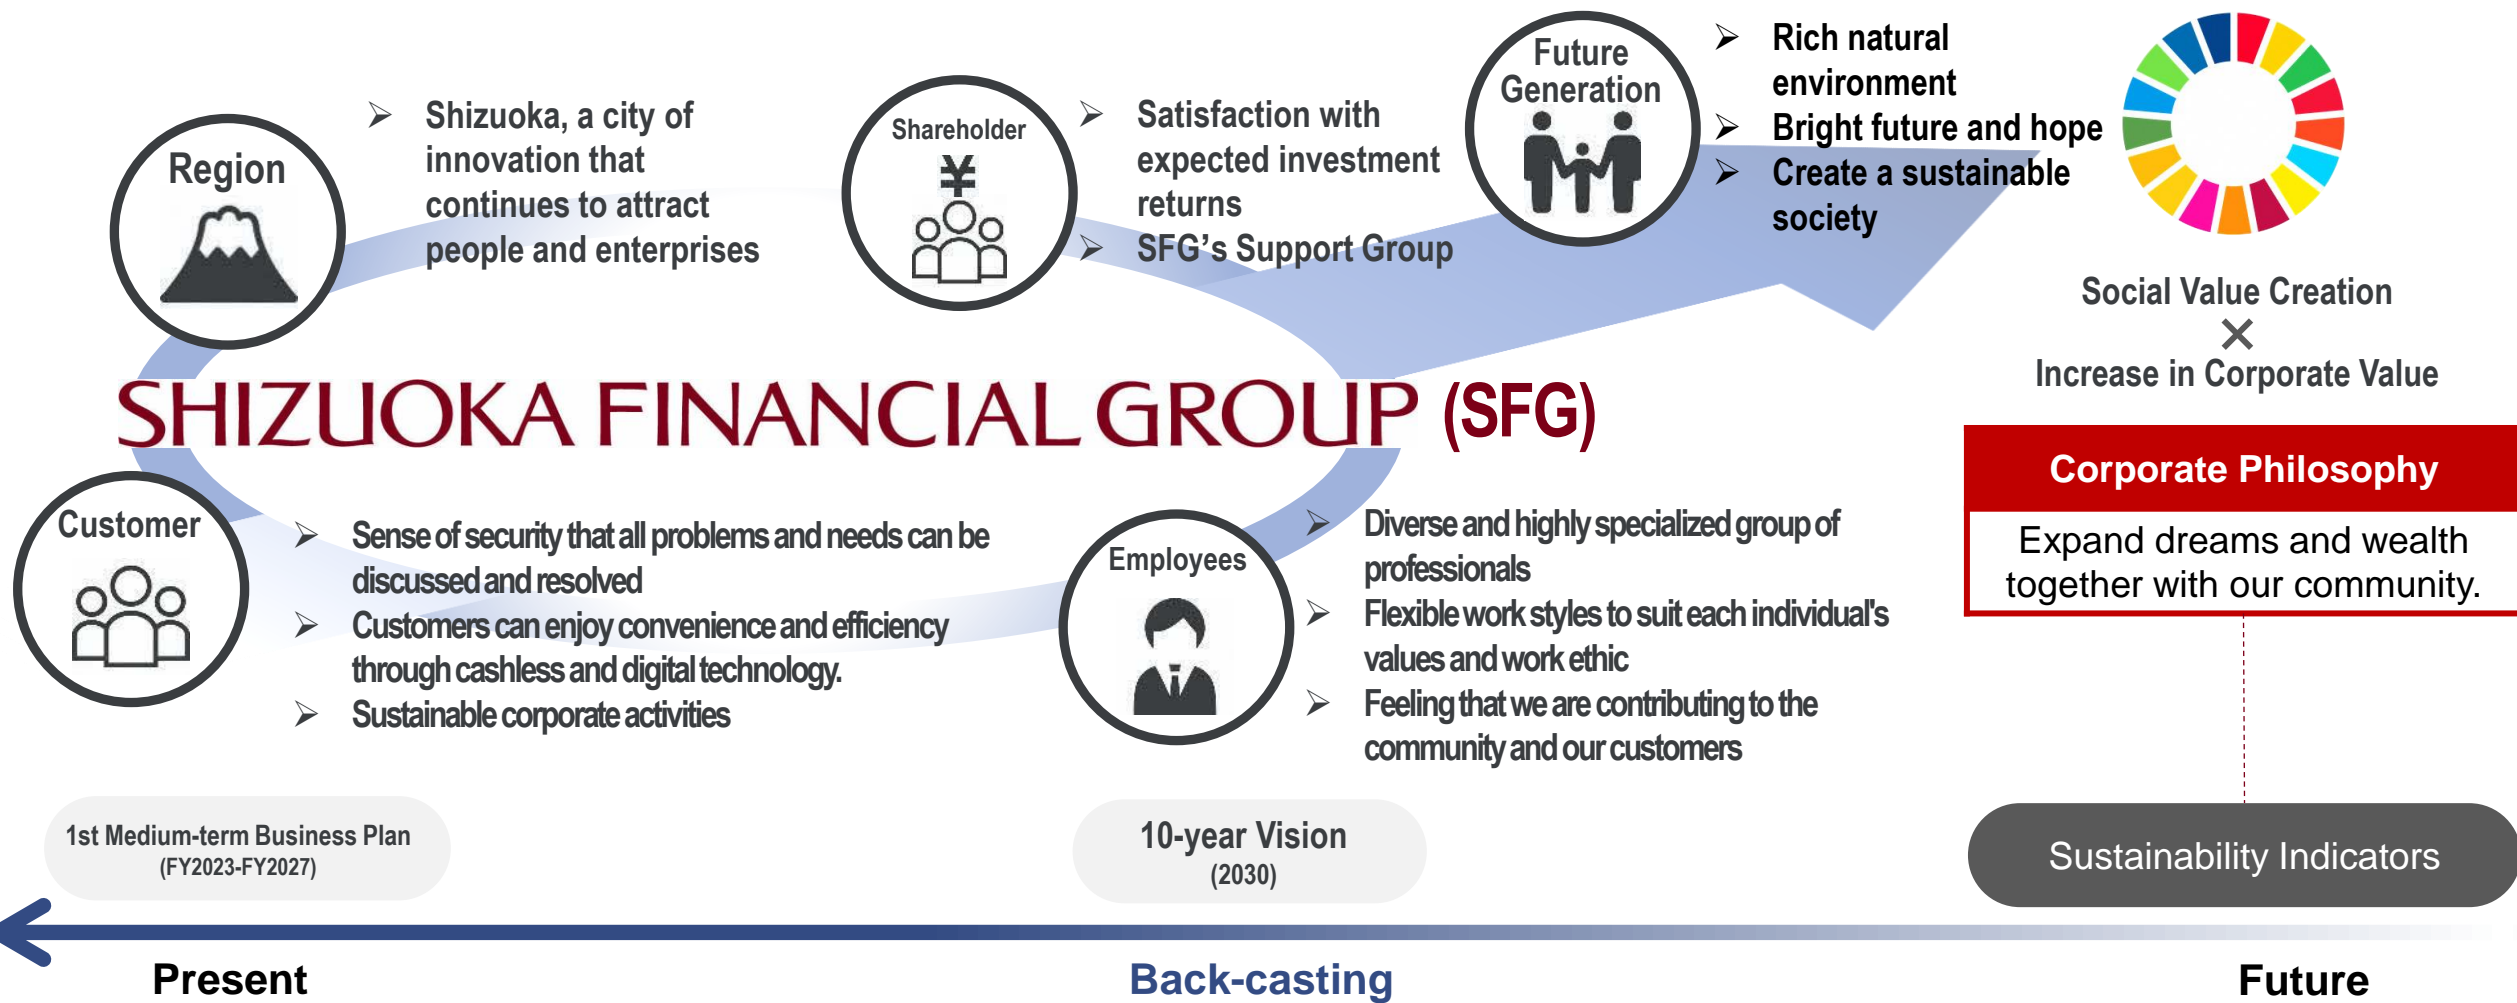 Region
➢ Shizuoka, a city of
innovation that
continues to attract
people and enterprises
Shareholder
¥
➢ Satisfaction with
expected investment
returns
➢ SFG's Support Group
Future
Generation
➢ Rich natural
environment
➢ Bright future and hope
➢ Create a sustainable
society
Social Value Creation
×
Increase in Corporate Value
SHIZUOKA FINANCIAL GROUP (SFG)
Corporate Philosophy
Expand dreams and wealth
together with our community.
Customer
➢ Sense of security that all problems and needs can be
discussed and resolved
➢ Customers can enjoy convenience and efficiency
through cashless and digital technology.
➢ Sustainable corporate activities
Employees
➢ Diverse and highly specialized group of
professionals
➢ Flexible work styles to suit each individual's
values and work ethic
➢ Feeling that we are contributing to the
community and our customers
1st Medium-term Business Plan
(FY2023-FY2027)
10-year Vision
(2030)
Sustainability Indicators
Present
Back-casting
Future